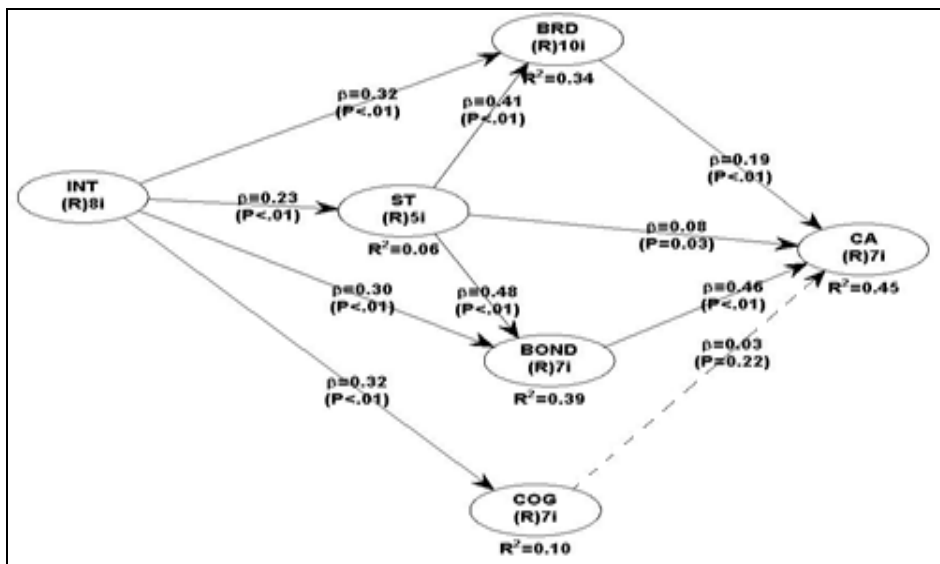 BRD
(R)10i
R²=0.34
β=0.32
(P<.01)
β=0.41
(P<.01)
β=0.19
(P<.01)
INT
(R)8i
β=0.23
(P<.01)
ST
(R)5i
R²=0.06
β=0.08
(P=0.03)
CA
(R)7i
R²=0.45
β=0.30
(P<.01)
β=0.48
(P<.01)
β=0.46
(P<.01)
BOND
(R)7i
R²=0.39
β=0.03
(P=0.22)
β=0.32
(P<.01)
COG
(R)7i
R²=0.10